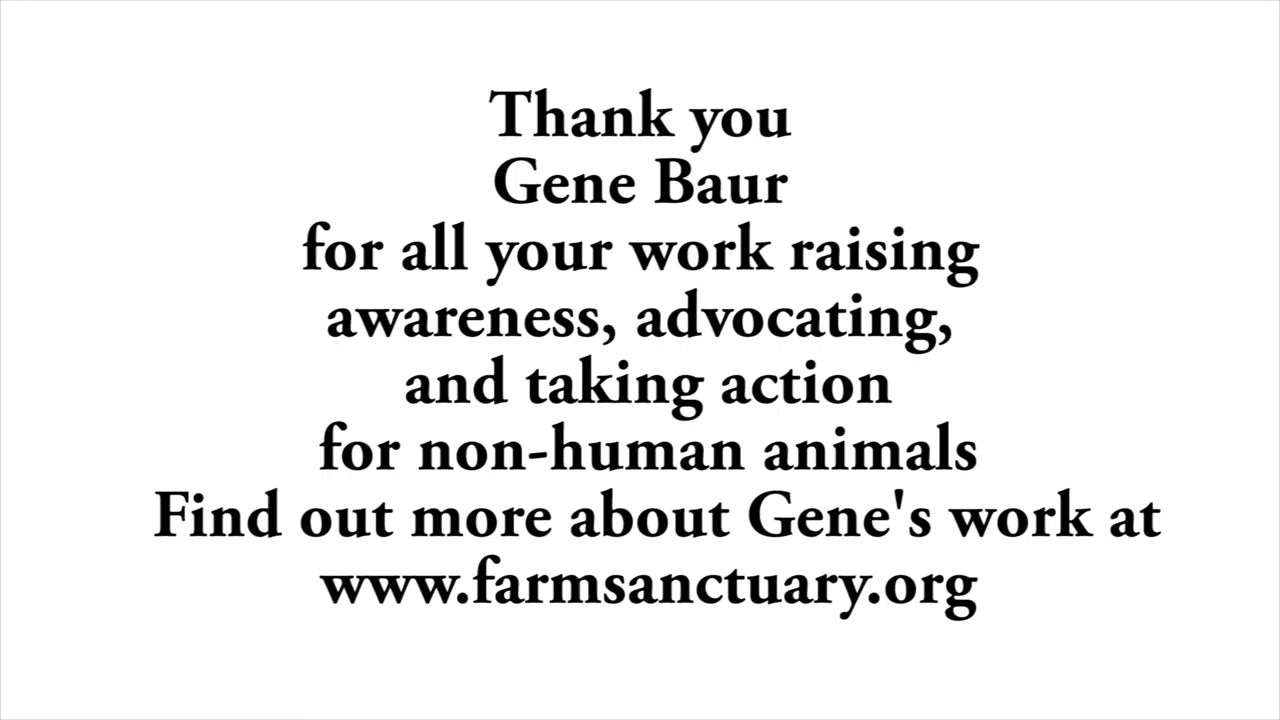 Thank you
Gene Baur
for all your work raising
awareness, advocating,
and taking action
for non-human animals
Find out more about Gene's work at
www.farmsanctuary.org